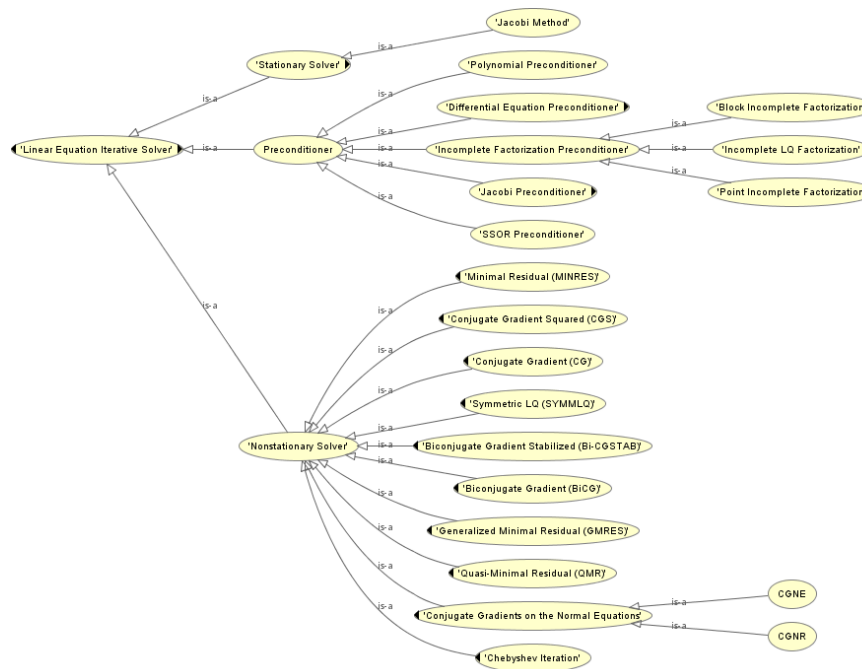 'Jacobi Method'
is-a
'Stationary Solver'
'Polynomial Preconditioner'
is-a
is-a
'Differential Equation Preconditioner'
'Block Incomplete Factorization
is-a
is-a
'Linear Equation Iterative Solver'
is-a
Preconditioner
is-a
'Incomplete Factorization Preconditioner'
is-a
'Incomplete LQ Factorization'
is-a
is-a
'Jacobi Preconditioner'
'Point Incomplete Factorization
is-a
'SSOR Preconditioner'
'Minimal Residual (MINRES)'
is-a
is-a
'Conjugate Gradient Squared (CGS)'
is-a
'Conjugate Gradient (CG)'
is-a
'Symmetric LQ (SYMMLQ)'
is-a
'Nonstationary Solver'
is-a
'Biconjugate Gradient Stabilized (Bi-CGSTAB)'
is-a
'Biconjugate Gradient (BiCG)'
is-a
'Generalized Minimal Residual (GMRES)'
is-a
'Quasi-Minimal Residual (QMR)'
is-a
CGNE
is-a
is-a
'Conjugate Gradients on the Normal Equations'
is-a
CGNR
'Chebyshev Iteration'